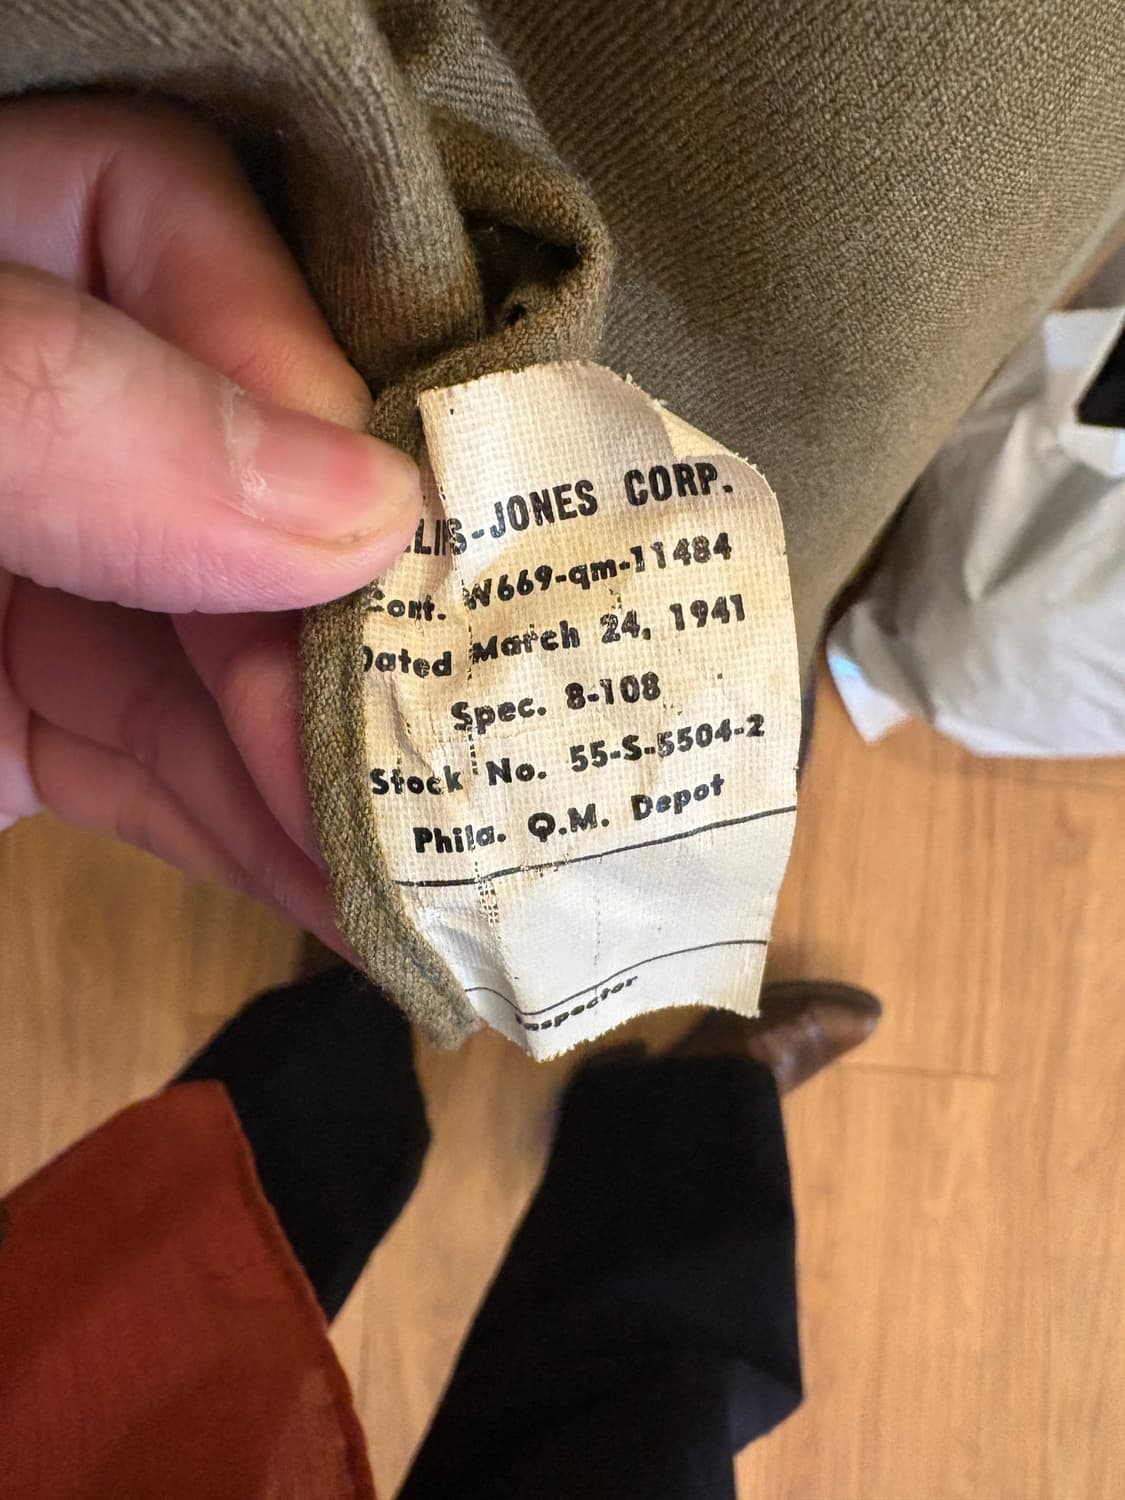 LIS-JONES CORP.
Cont. W669-qm-11484
Dated March 24, 1941
Spec. 8-108
Stock No. 55-S-5504-2
Phila. Q.M. Depot
Inspector